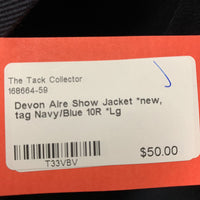 The Tack Collector
168664-59
Devon Aire Show Jacket *new,
tag Navy/Blue 10R *Lg
$50.00
T33VBV